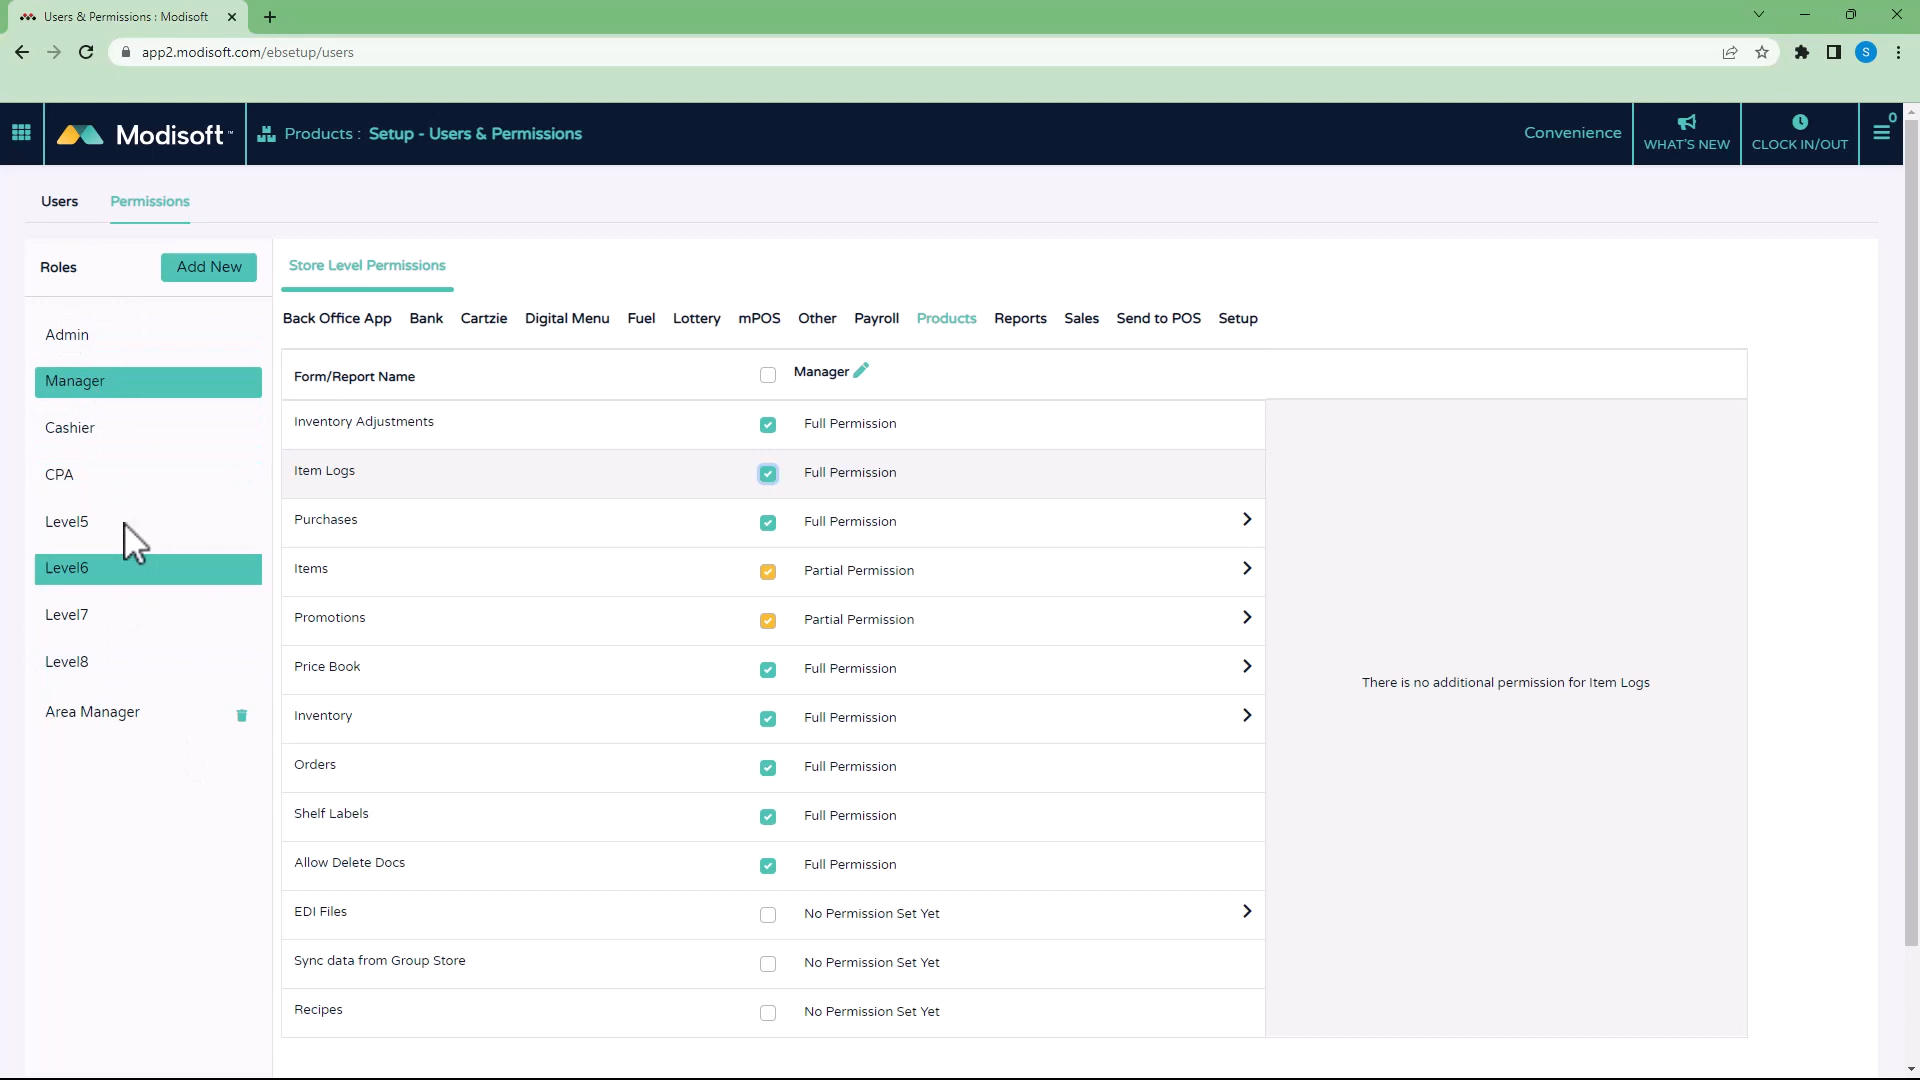 Users & Permissions : Modisoft
app2.modisoft.com/ebsetup/users
S
Modisoft™
Products : Setup - Users & Permissions
Convenience
WHAT'S NEW
CLOCK IN/OUT
0
Users
Permissions
Roles
Add New
Admin
Manager
Cashier
CPA
Level5
Level6
Level7
Level8
Area Manager
Store Level Permissions
Back Office App Bank Cartzie Digital Menu Fuel Lottery mPOS Other Payroll Products Reports Sales Send to POS Setup
Form/Report Name Manager
Inventory Adjustments Full Permission
Item Logs Full Permission
Purchases Full Permission
Items Partial Permission
Promotions Partial Permission
Price Book Full Permission
Inventory Full Permission
Orders Full Permission
Shelf Labels Full Permission
Allow Delete Docs Full Permission
EDI Files No Permission Set Yet
Sync data from Group Store No Permission Set Yet
Recipes No Permission Set Yet
There is no additional permission for Item Logs